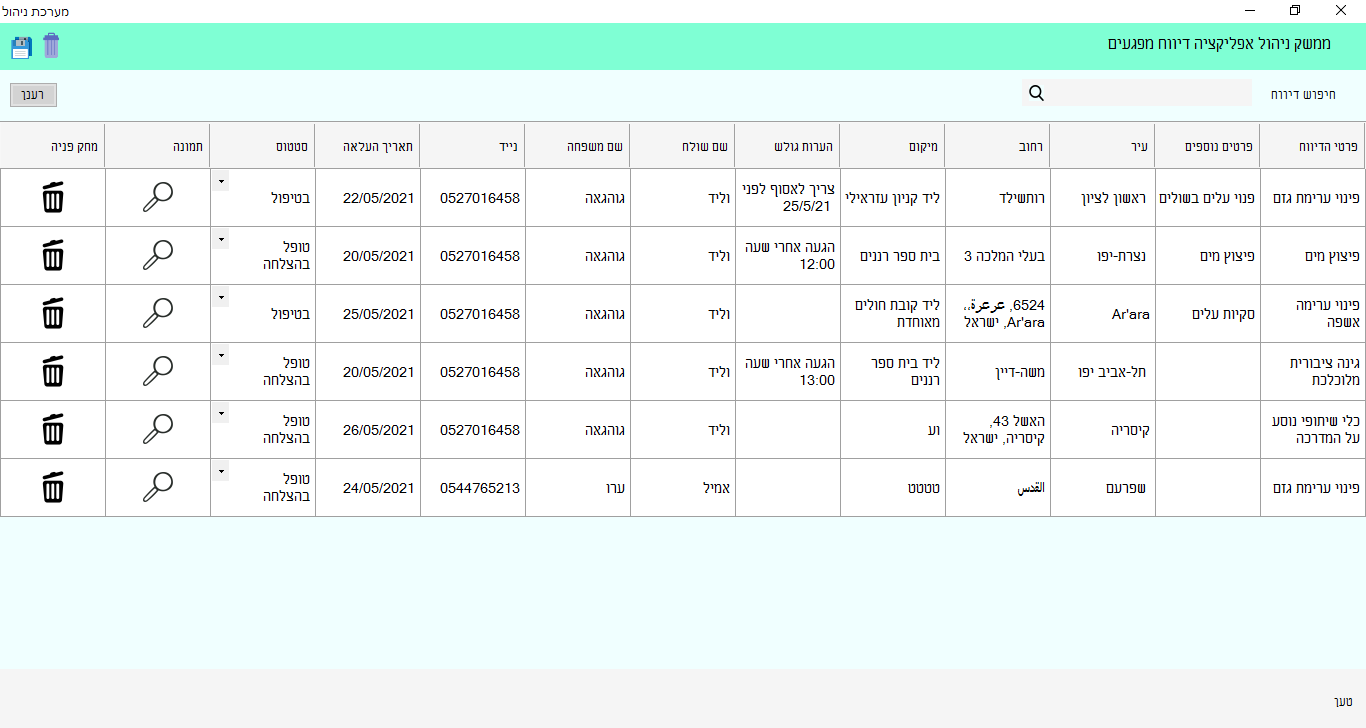 מערכת ניהול
ממשק ניהול אפליקציה דיווח מפגעים
חיפוש דיווח
רענן
פרטי הדיווח פרטים נוספים עיר רחוב מיקום הערות גולש שם שולח שם משפחה נייד תאריך העלאה סטטוס תמונה מחק פניה
פינוי ערימת גזם
פנוי עלים בשולים
ראשון לציון
רוחשילד
ליד קניון עזראילי
צריך לאסוף לפני
25/5/21
וליד
גוהגאה
0527016458
22/05/2021
בטיפול
פיצוץ מים
פיצוץ מים
נצרת-יפו
בעלי המלכה 3
בית ספר רננים
הגעה אחרי שעה
12:00
וליד
גוהגאה
0527016458
20/05/2021
טופל
בהצלחה
פינוי ערימה
אשפה
סקיות עלים
Ar'ara
6524, عرعرة,،
Ar'ara, ישראל
ליד קובת חולים
מאוחדת
וליד
גוהגאה
0527016458
25/05/2021
בטיפול
גינה ציבורית
מלוכלכת
תל-אביב יפו
משה-דיין
ליד בית ספר
רננים
הגעה אחרי שעה
13:00
וליד
גוהגאה
0527016458
20/05/2021
טופל
בהצלחה
כלי שיתופי נוסע
על המדרכה
קיסריה
האשל 43,
קיסריה, ישראל
וע
וליד
גוהגאה
0527016458
26/05/2021
טופל
בהצלחה
פינוי ערימת גזם
שפרעם
القدس
טטטט
אמיל
ערו
0544765213
24/05/2021
טופל
בהצלחה
טען